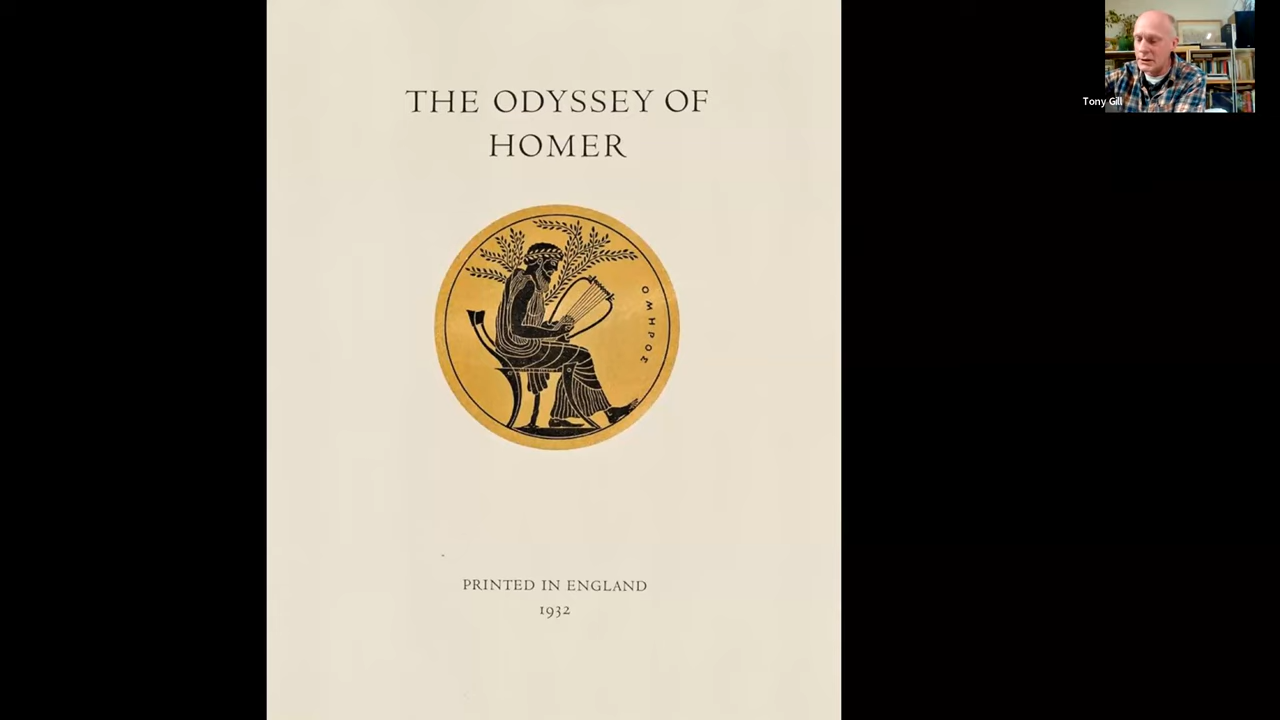 THE ODYSSEY OF
HOMER
ΟΜΗΡΟΣ
PRINTED IN ENGLAND
1932
Tony Gill